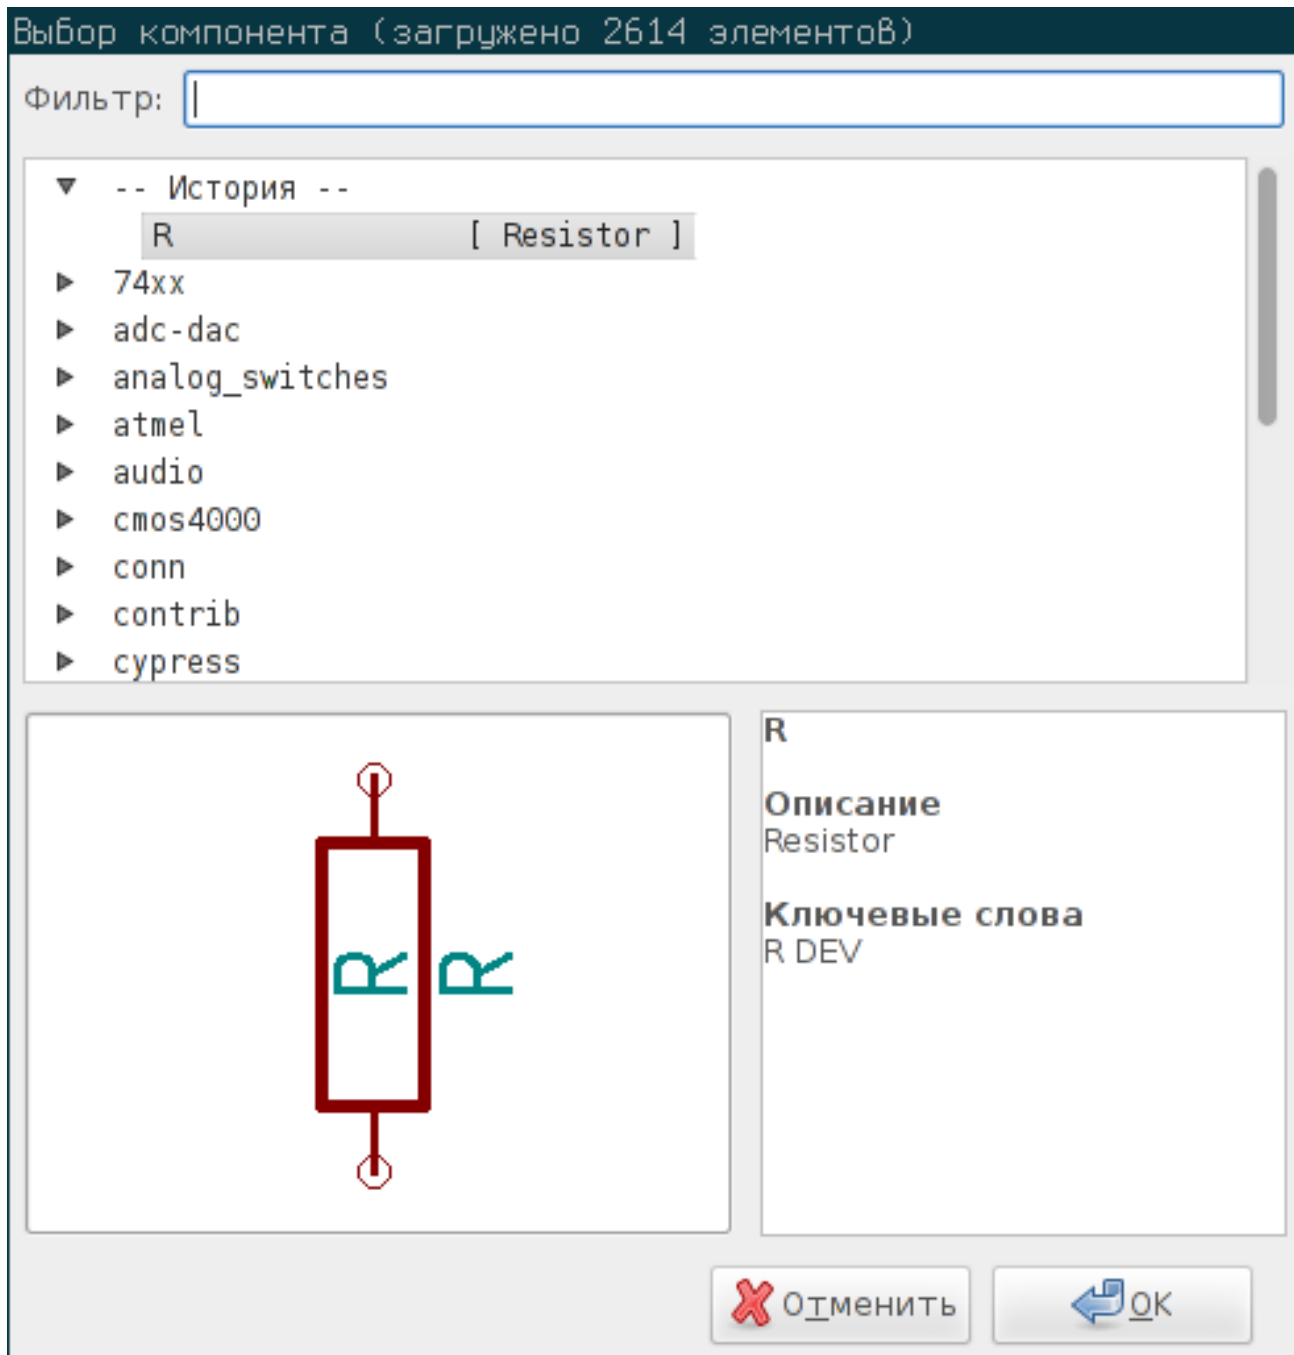 Выбор компонента (загружено 2614 элементов)
Фильтр:
-- История --
R [ Resistor ]
74xx
adc-dac
analog_switches
atmel
audio
cmos4000
conn
contrib
cypress
R
R
R
Описание
Resistor
Ключевые слова
R DEV
Отменить
OK